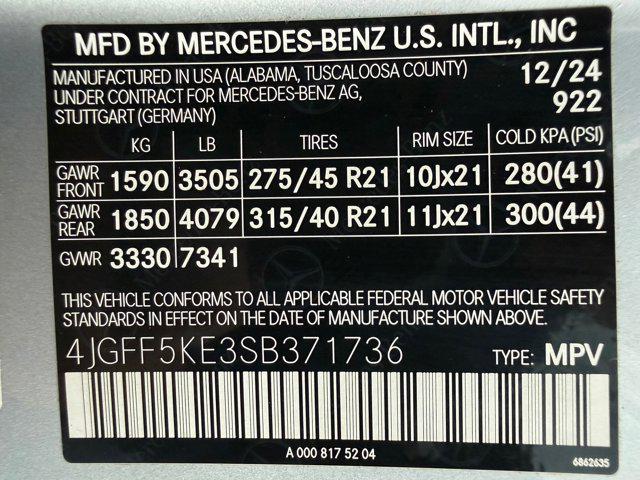 MFD BY MERCEDES-BENZ U.S. INTL., INC
MANUFACTURED IN USA (ALABAMA, TUSCALOOSA COUNTY) 12/24
UNDER CONTRACT FOR MERCEDES-BENZ AG, 922
STUTTGART (GERMANY)
KG LB TIRES RIM SIZE COLD KPA (PSI)
GAWR FRONT 1590 3505 275/45 R21 10Jx21 280(41)
GAWR REAR 1850 4079 315/40 R21 11Jx21 300(44)
GVWR 3330 7341
THIS VEHICLE CONFORMS TO ALL APPLICABLE FEDERAL MOTOR VEHICLE SAFETY
STANDARDS IN EFFECT ON THE DATE OF MANUFACTURE SHOWN ABOVE.
4JGFF5KE3SB371736 TYPE: MPV
A 000 817 52 04
6862635